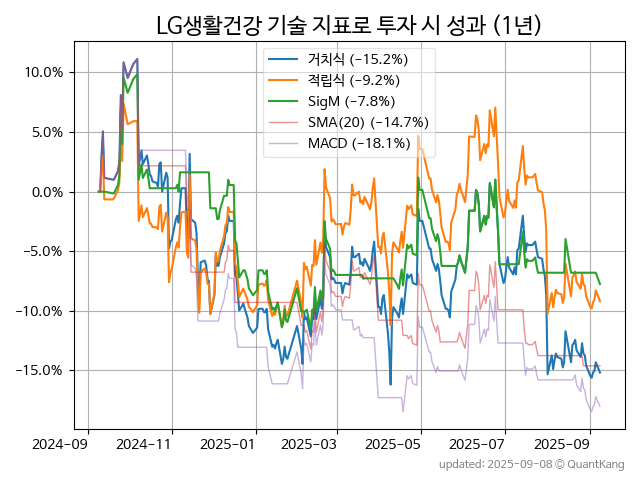 LG생활건강 기술 지표로 투자 시 성과 (1년)
거치식 (−15.2%)
적립식 (−9.2%)
SigM (−7.8%)
SMA(20) (−14.7%)
MACD (−18.1%)
10.0%
5.0%
0.0%
−5.0%
−10.0%
−15.0%
2024-09 2024-11 2025-01 2025-03 2025-05 2025-07 2025-09
updated: 2025-09-08 © QuantKang